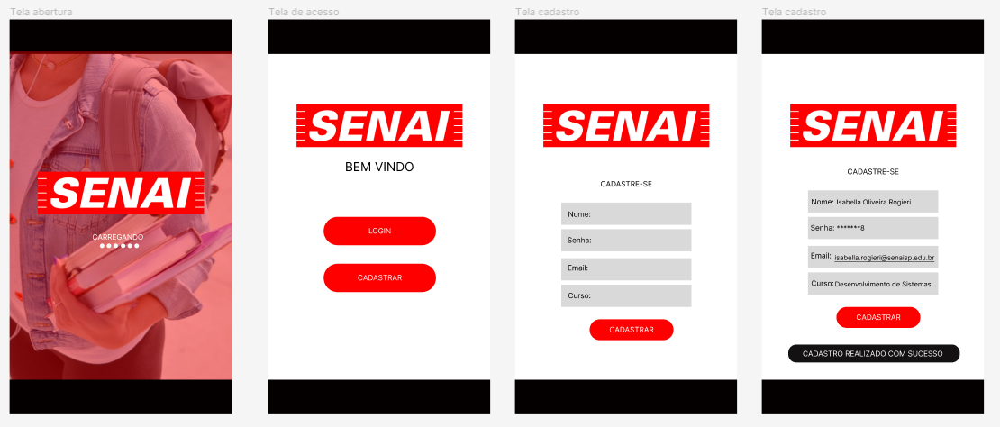 Tela abertura
SENAI
CARREGANDO
Tela de acesso
SENAI
BEM VINDO
LOGIN
CADASTRAR
Tela cadastro
SENAI
CADASTRE-SE
Nome:
Senha:
Email:
Curso:
CADASTRAR
Tela cadastro
SENAI
CADASTRE-SE
Nome: Isabella Oliveira Rogieri
Senha: *******8
Email: isabella.rogieri@senaisp.edu.br
Curso: Desenvolvimento de Sistemas
CADASTRAR
CADASTRO REALIZADO COM SUCESSO